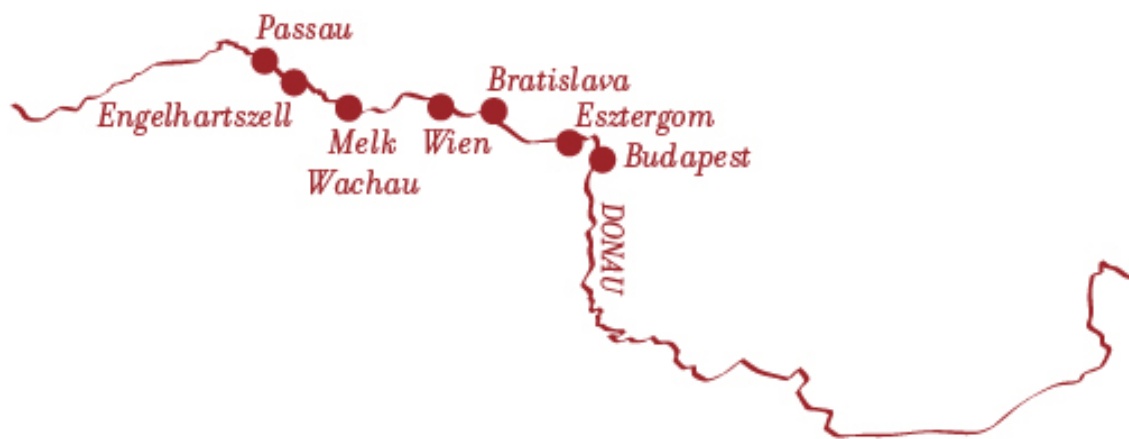 Passau
Engelhartszell
Melk
Wachau
Wien
Bratislava
Esztergom
Budapest
DONAU